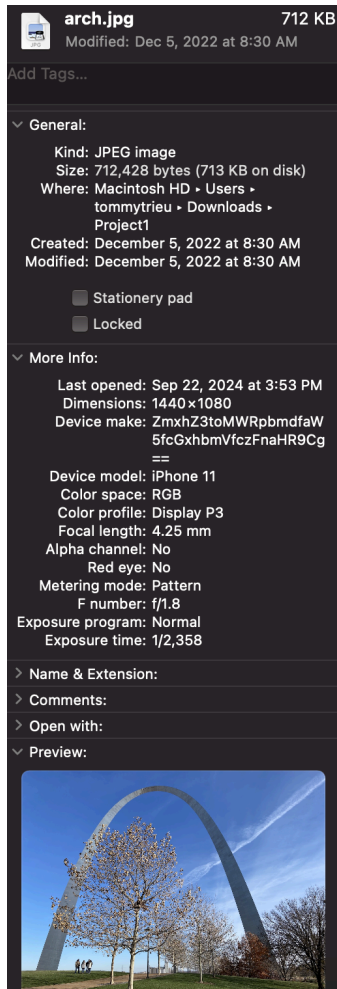 arch.jpg 712 KB
Modified: Dec 5, 2022 at 8:30 AM
Add Tags...
General:
Kind: JPEG image
Size: 712,428 bytes (713 KB on disk)
Where: Macintosh HD ▸ Users ▸
tommytrieu ▸ Downloads ▸
Project1
Created: December 5, 2022 at 8:30 AM
Modified: December 5, 2022 at 8:30 AM
Stationery pad
Locked
More Info:
Last opened: Sep 22, 2024 at 3:53 PM
Dimensions: 1440×1080
Device make: ZmxhZ3toMWRpbmdfaW
5fcGxhbmVfczFnaHR9Cg
==
Device model: iPhone 11
Color space: RGB
Color profile: Display P3
Focal length: 4.25 mm
Alpha channel: No
Red eye: No
Metering mode: Pattern
F number: f/1.8
Exposure program: Normal
Exposure time: 1/2,358
Name & Extension:
Comments:
Open with:
Preview: